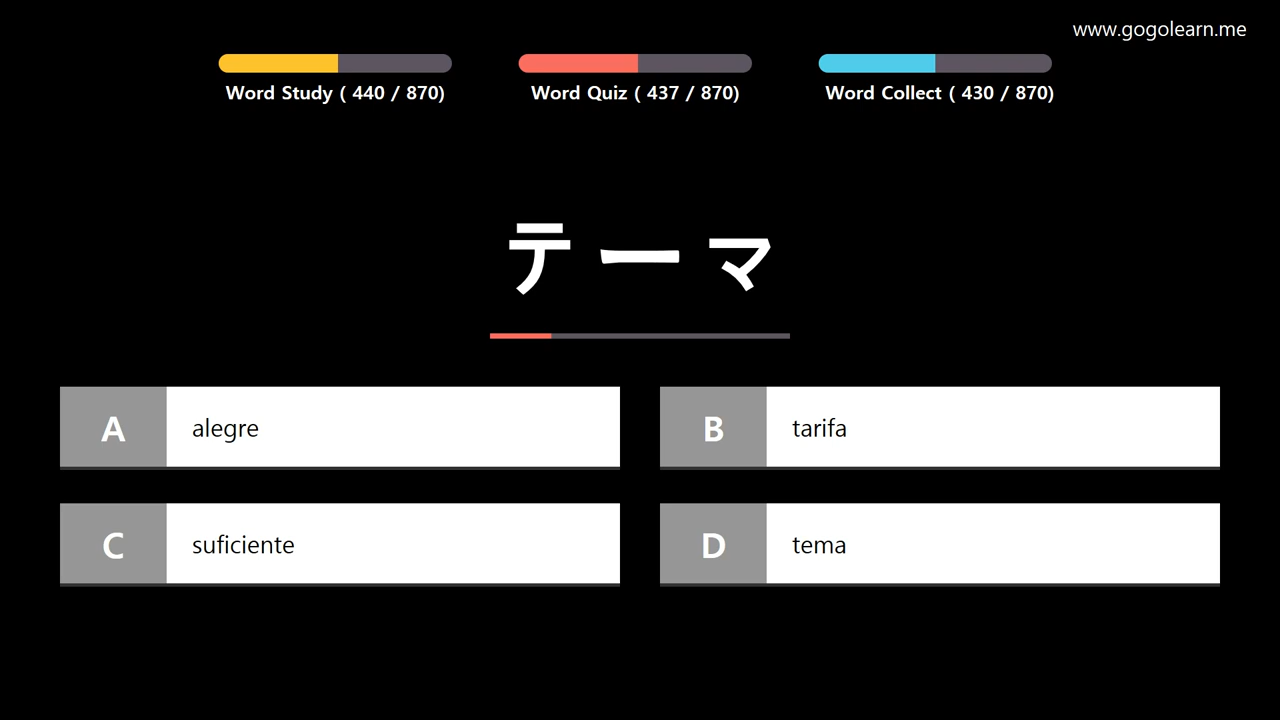 www.gogolearn.me
Word Study ( 440 / 870)
Word Quiz ( 437 / 870)
Word Collect ( 430 / 870)
テーマ
A alegre
B tarifa
C suficiente
D tema